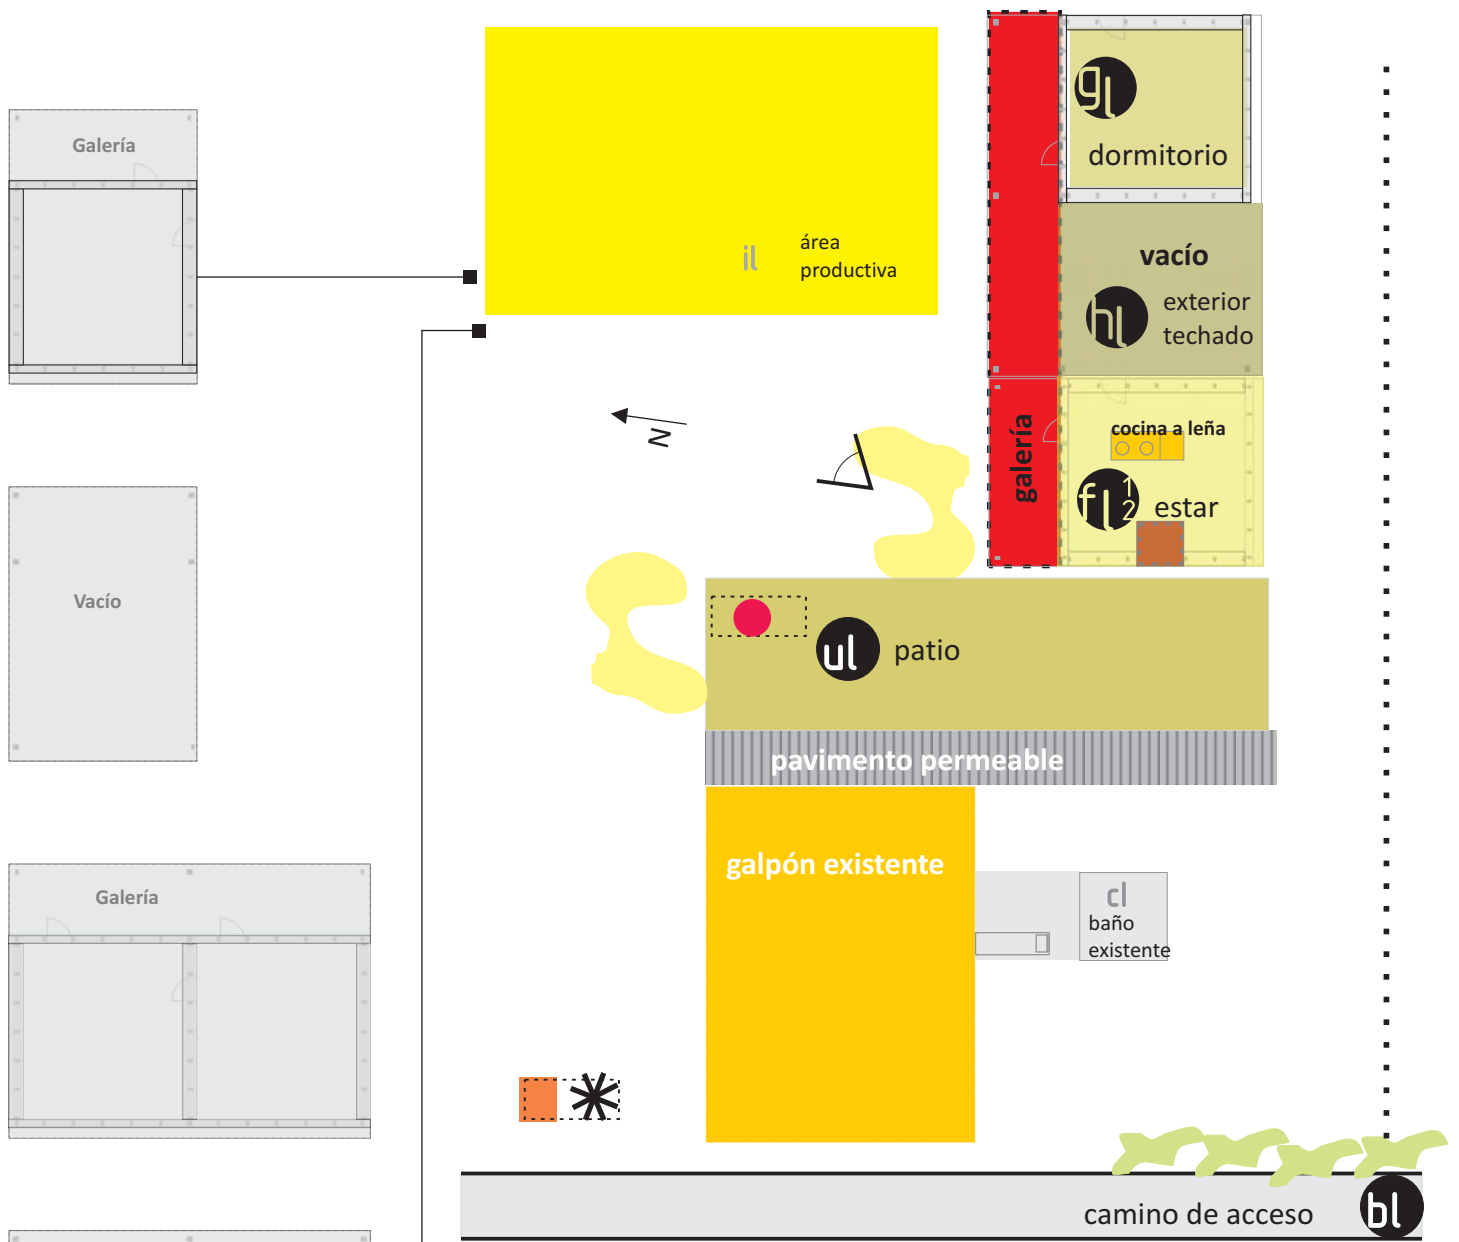 Galería
Vacío
Galería
il
área
productiva
N
gl
dormitorio
vacío
hl
exterior
techado
galería
cocina a leña
fl 1 2
estar
ul
patio
pavimento permeable
galpón existente
cl
baño
existente
camino de acceso
bl